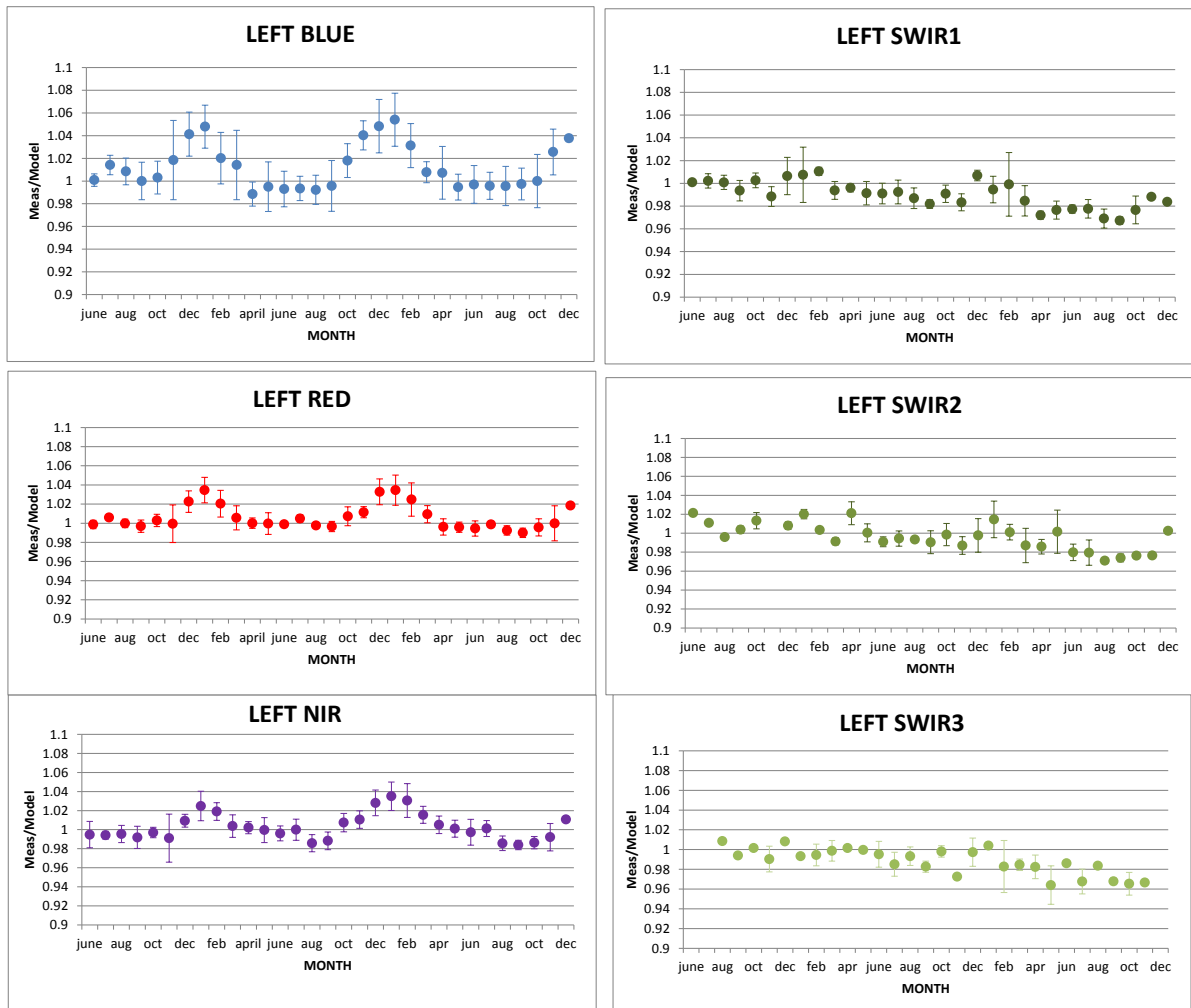 LEFT BLUE
1.1
1.08
1.06
1.04
1.02
1
0.98
0.96
0.94
0.92
0.9
Meas/Model
june aug oct dec feb april june aug oct dec feb apr jun aug oct dec
MONTH
LEFT SWIR1
1.1
1.08
1.06
1.04
1.02
1
0.98
0.96
0.94
0.92
0.9
Meas/Model
june aug oct dec feb apri june aug oct dec feb apr jun aug oct dec
MONTH
LEFT RED
1.1
1.08
1.06
1.04
1.02
1
0.98
0.96
0.94
0.92
0.9
Meas/Model
june aug oct dec feb april june aug oct dec feb apr jun aug oct dec
MONTH
LEFT SWIR2
1.1
1.08
1.06
1.04
1.02
1
0.98
0.96
0.94
0.92
0.9
Meas/Model
june aug oct dec feb apr june aug oct dec feb apr jun aug oct dec
MONTH
LEFT NIR
1.1
1.08
1.06
1.04
1.02
1
0.98
0.96
0.94
0.92
0.9
Meas/Model
june aug oct dec feb april june aug oct dec feb apr jun aug oct dec
MONTH
LEFT SWIR3
1.1
1.08
1.06
1.04
1.02
1
0.98
0.96
0.94
0.92
0.9
Meas/Model
june aug oct dec feb apr june aug oct dec feb apr jun aug oct dec
MONTH